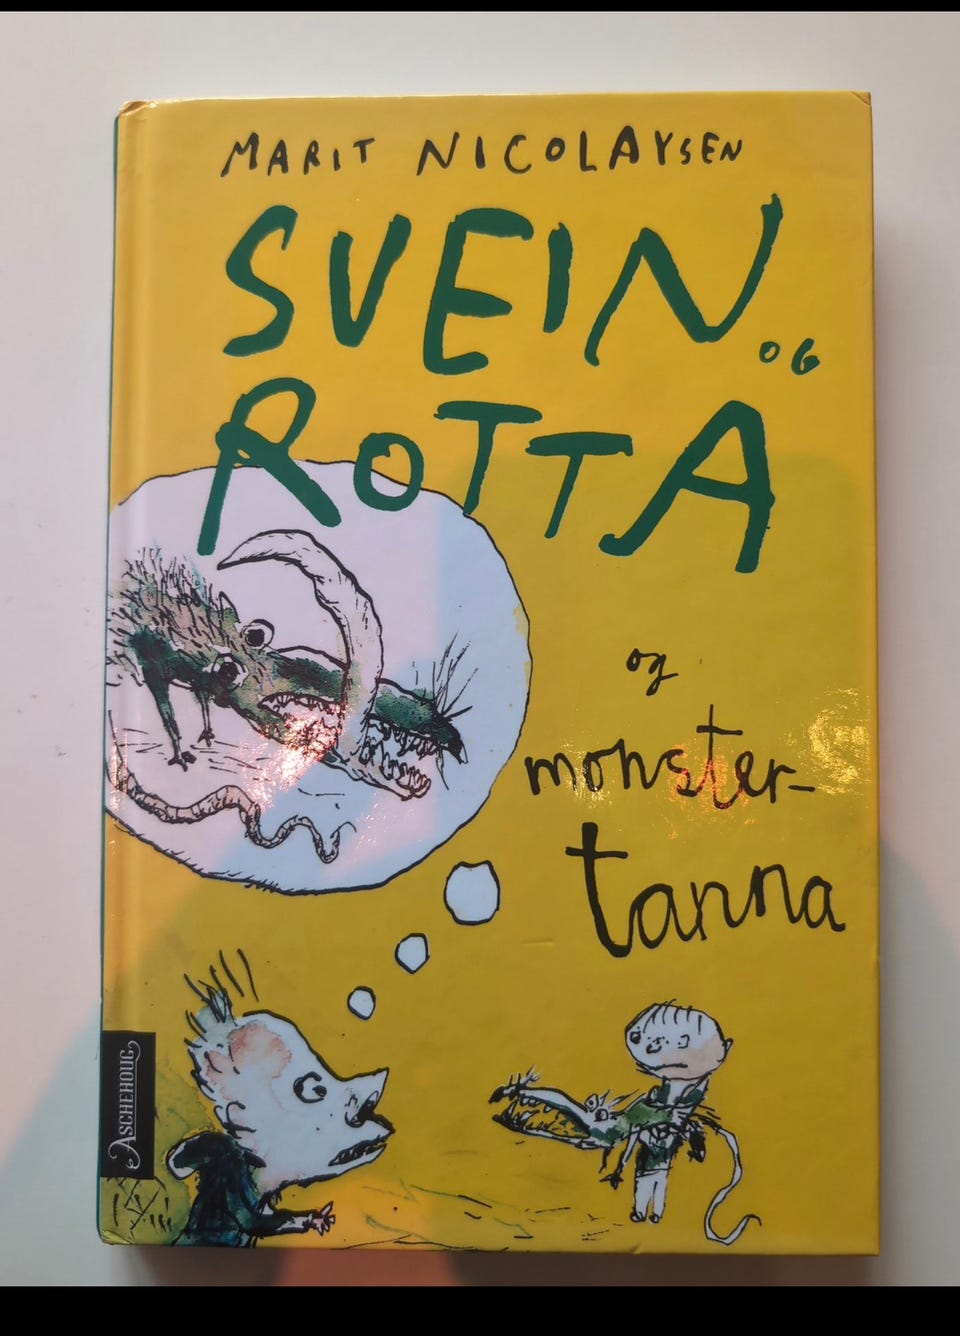 MARIT NICOLAYSEN
SVEIN OG
ROTTA
og
monster-
tanna
ASCHEHOUG